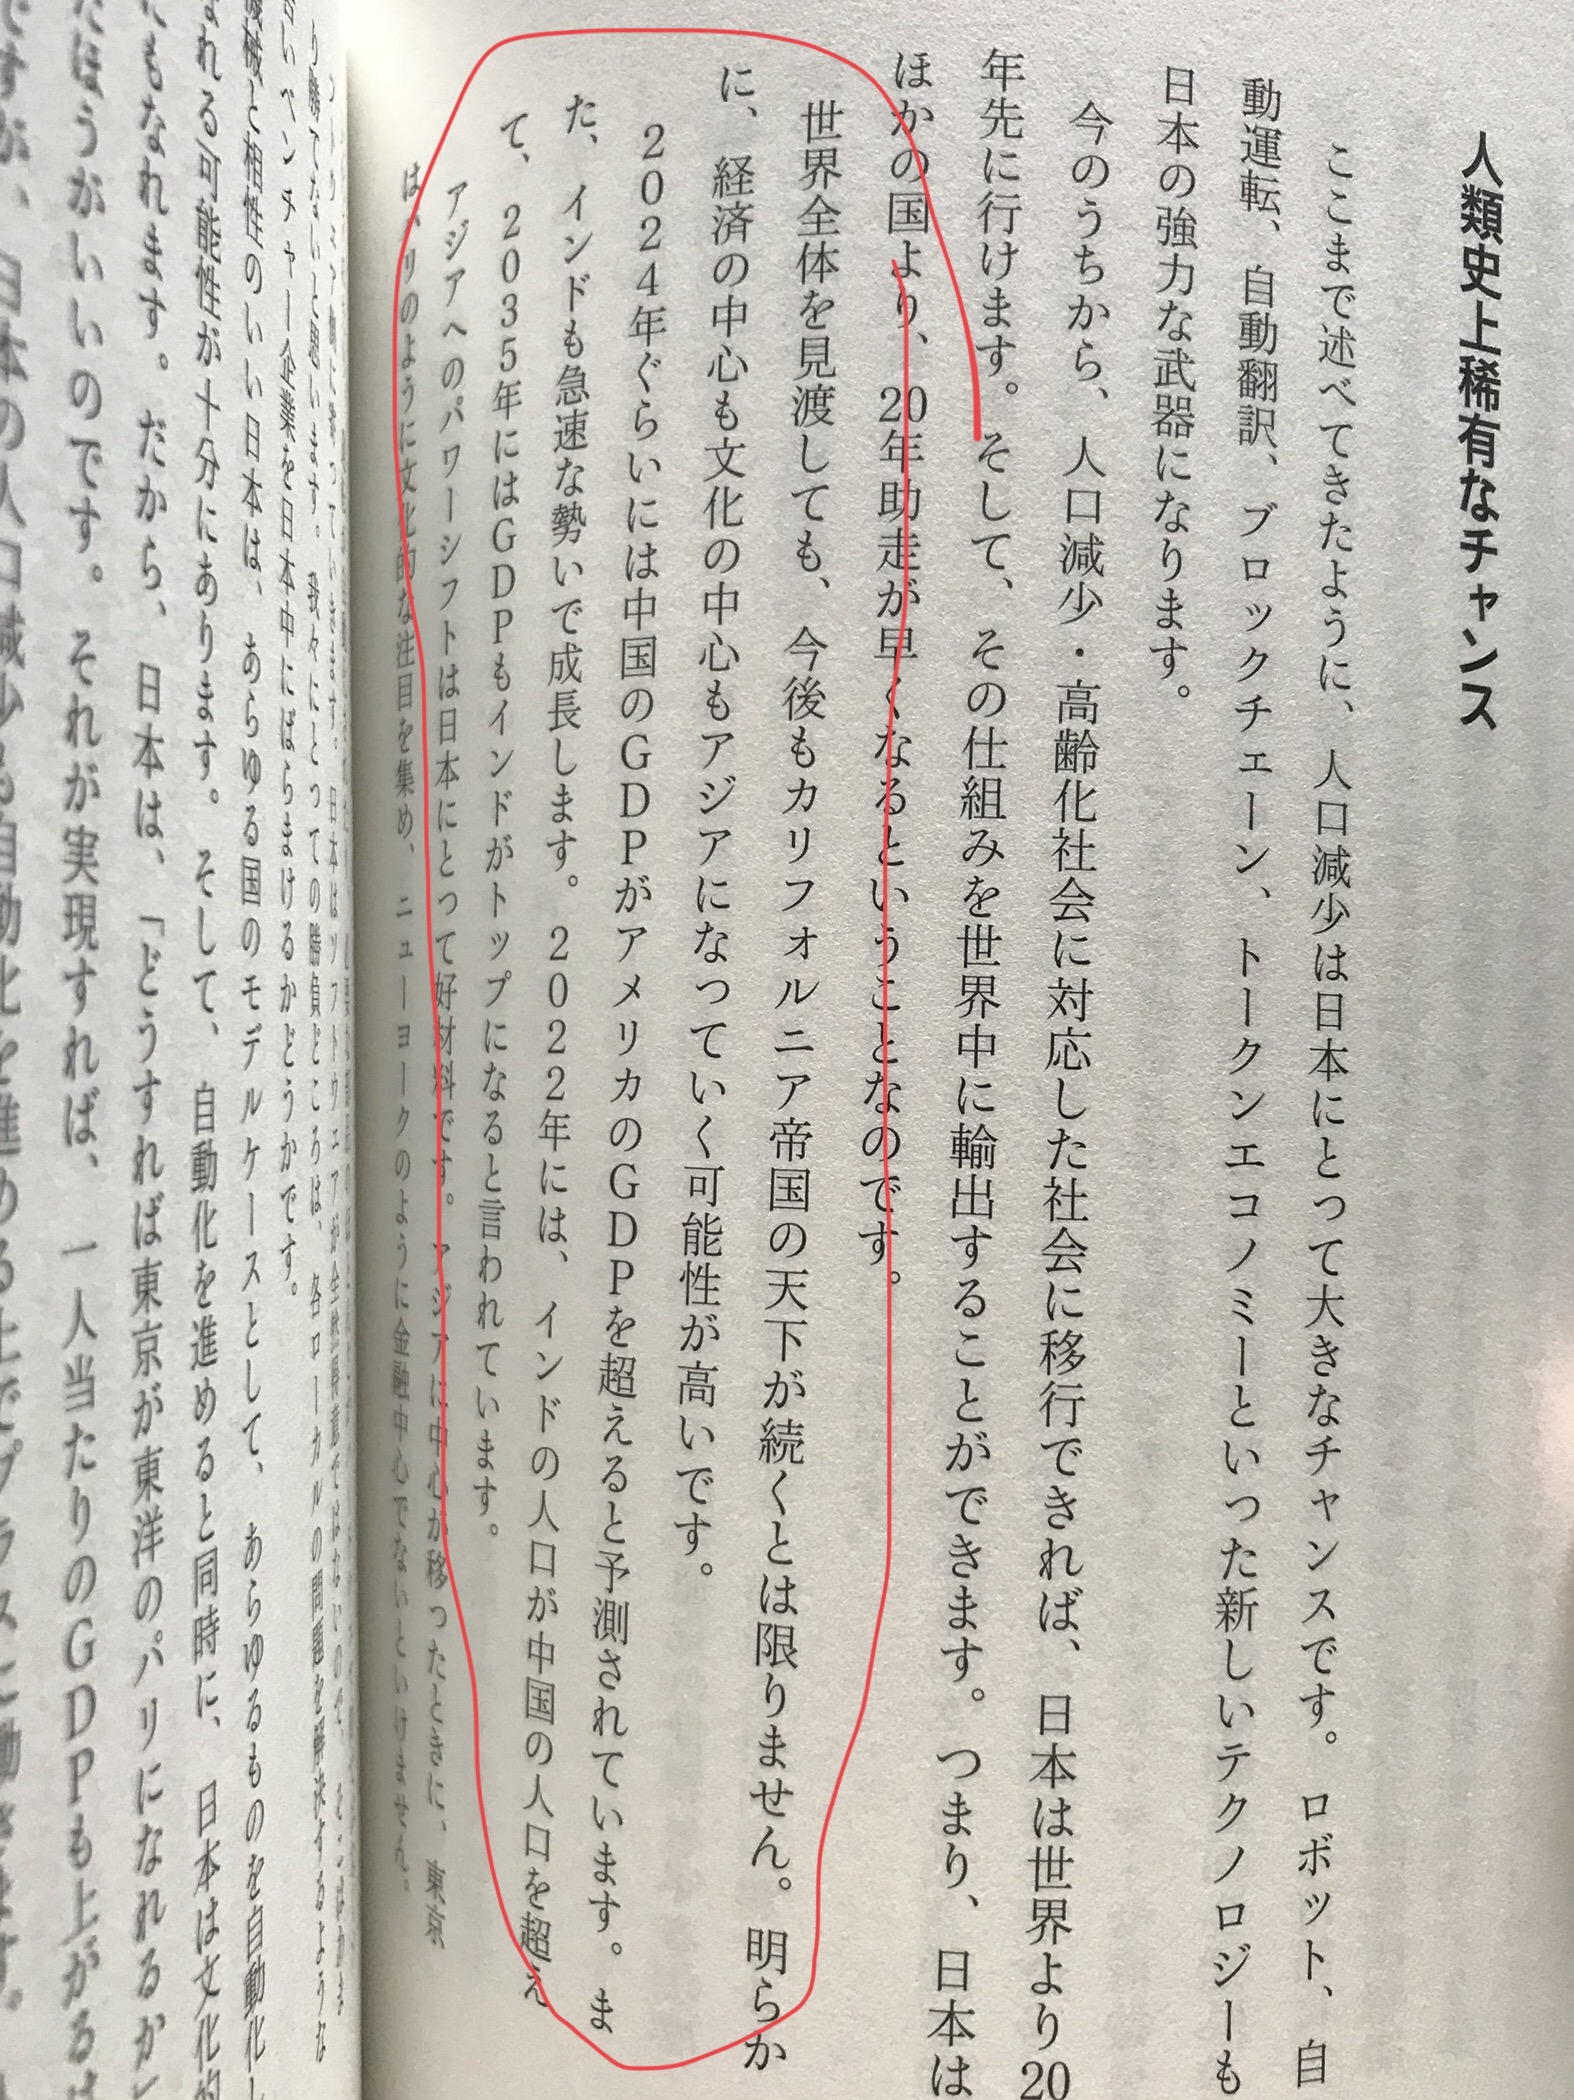 人類史上稀有なチャンス
ここまで述べてきたように、人口減少は日本にとって大きなチャンスです。ロボット、自
動運転、自動翻訳、ブロックチェーン、トークンエコノミーといった新しいテクノロジーも
日本の強力な武器になります。
今のうちから、人口減少・高齢化社会に対応した社会に移行できれば、日本は世界より20
年先に行けます。そして、その仕組みを世界中に輸出することができます。つまり、日本は
ほかの国より、20年助走が早くなるということなのです。
世界全体を見渡しても、今後もカリフォルニア帝国の天下が続くとは限りません。明らか
に、経済の中心も文化の中心もアジアになっていく可能性が高いです。
2024年ぐらいには中国のGDPがアメリカのGDPを超えると予測されています。ま
た、インドも急速な勢いで成長します。2022年には、インドの人口が中国の人口を超え
て、2035年にはGDPもインドがトップになると言われています。
アジアへのパワーシフトは日本にとって好材料です。アジアに中心が移ったときに、東京
は、パリのように文化的な注目を集め、ニューヨークのように金融中心でないといけません。
り勝てないと思います。我々にとっての勝負どころは、各ローカルの問題を解決するような
ベンチャー企業を日本中にばらまけるかどうかです。
機械と相性のいい日本は、あらゆる国のモデルケースとして、あらゆるものを自動化し
なれる可能性が十分にあります。そして、自動化を進めると同時に、日本は文化的
にもなれます。だから、日本は、「どうすれば東京が東洋のパリになれるか」
たほうがいいのです。それが実現すれば、一人当たりのGDPも上がるは
ですが、日本の人口減少も自動化を進める上でプラスに働きます。